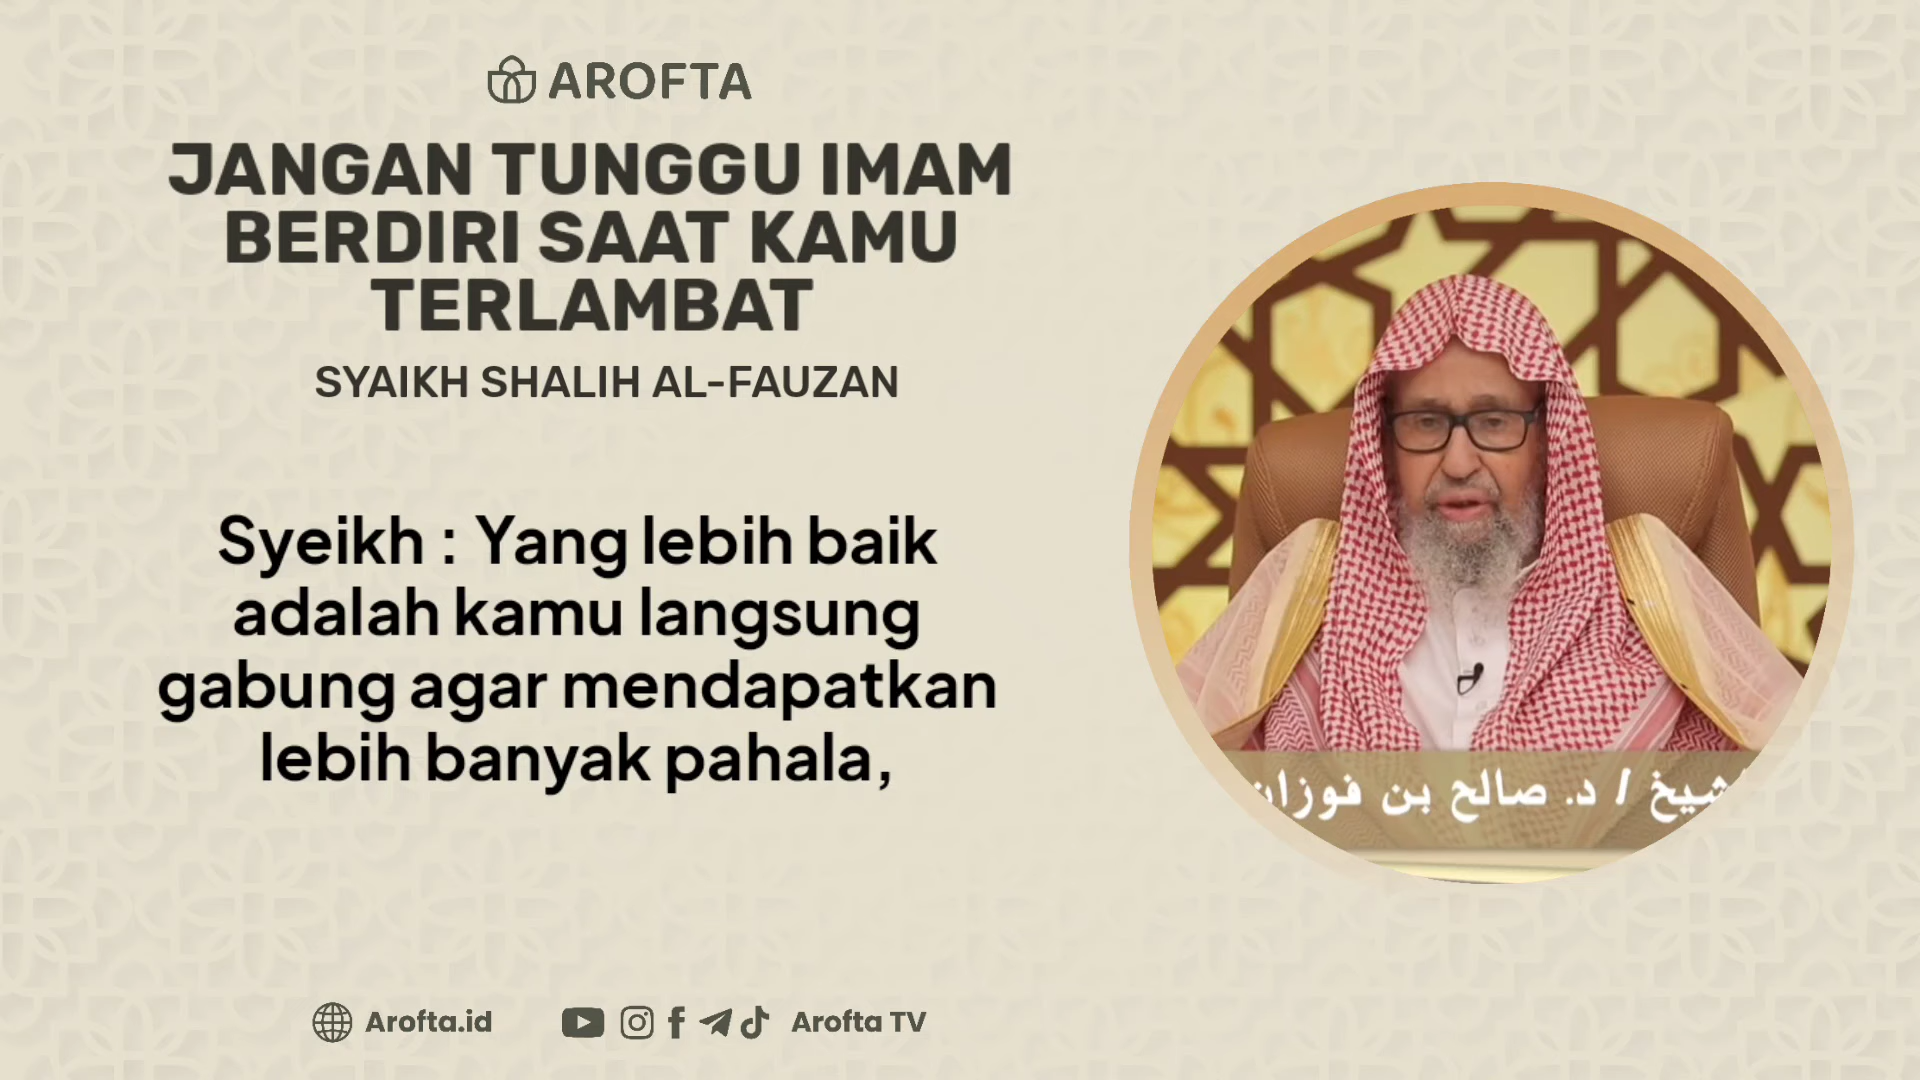 AROFTA
JANGAN TUNGGU IMAM
BERDIRI SAAT KAMU
TERLAMBAT
SYAIKH SHALIH AL-FAUZAN
Syeikh : Yang lebih baik
adalah kamu langsung
gabung agar mendapatkan
lebih banyak pahala,
شيخ / د. صالح بن فوزان
Arofta.id
Arofta TV